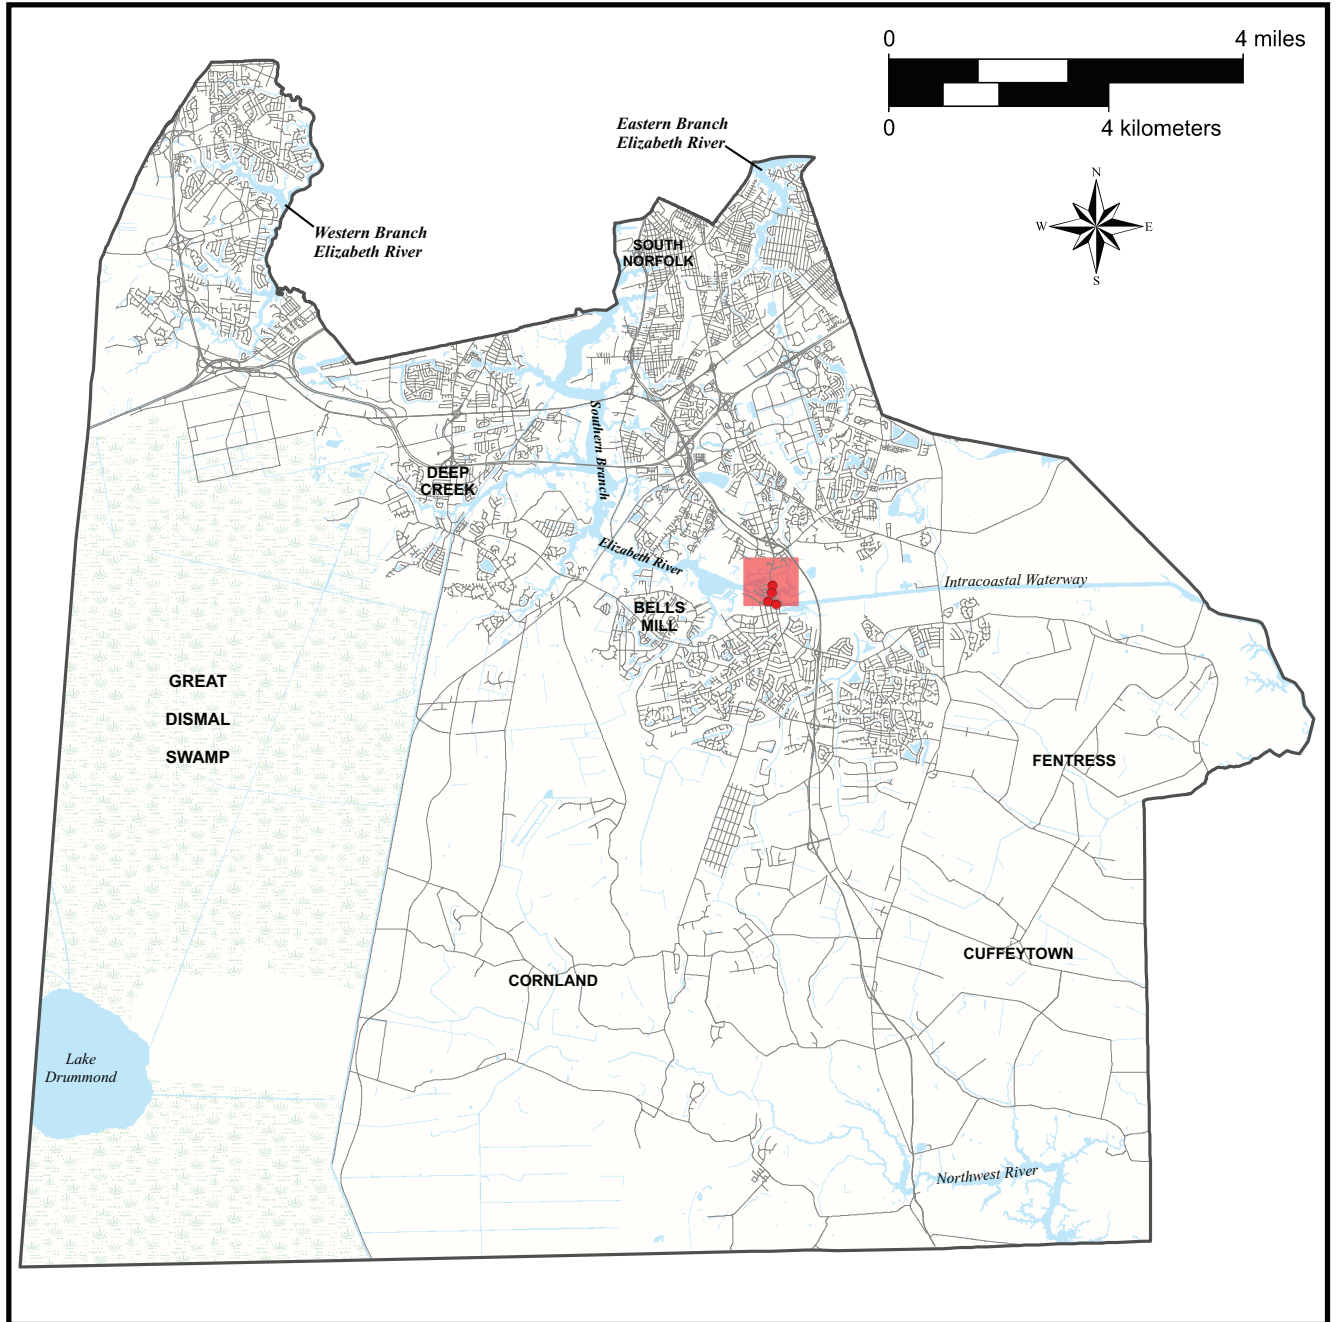 0 4 miles
0 4 kilometers
N
W E
S
Eastern Branch
Elizabeth River
Western Branch
Elizabeth River
SOUTH
NORFOLK
Southern Branch
DEEP
CREEK
Elizabeth River
Intracoastal Waterway
BELLS
MILL
GREAT
DISMAL
SWAMP
FENTRESS
CUFFEYTOWN
CORNLAND
Lake
Drummond
Northwest River